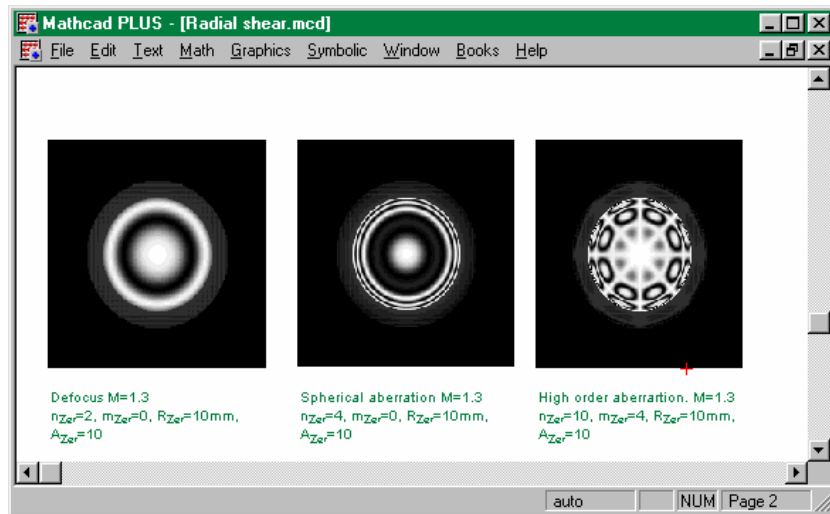 Mathcad PLUS - [Radial shear.mcd]
File Edit Text Math Graphics Symbolic Window Books Help
Defocus M=1.3
nZer=2, mZer=0, RZer=10mm,
AZer=10
Spherical aberration M=1.3
nZer=4, mZer=0, RZer=10mm,
AZer=10
High order aberrartion. M=1.3
nZer=10, mZer=4, RZer=10mm,
AZer=10
auto NUM Page 2